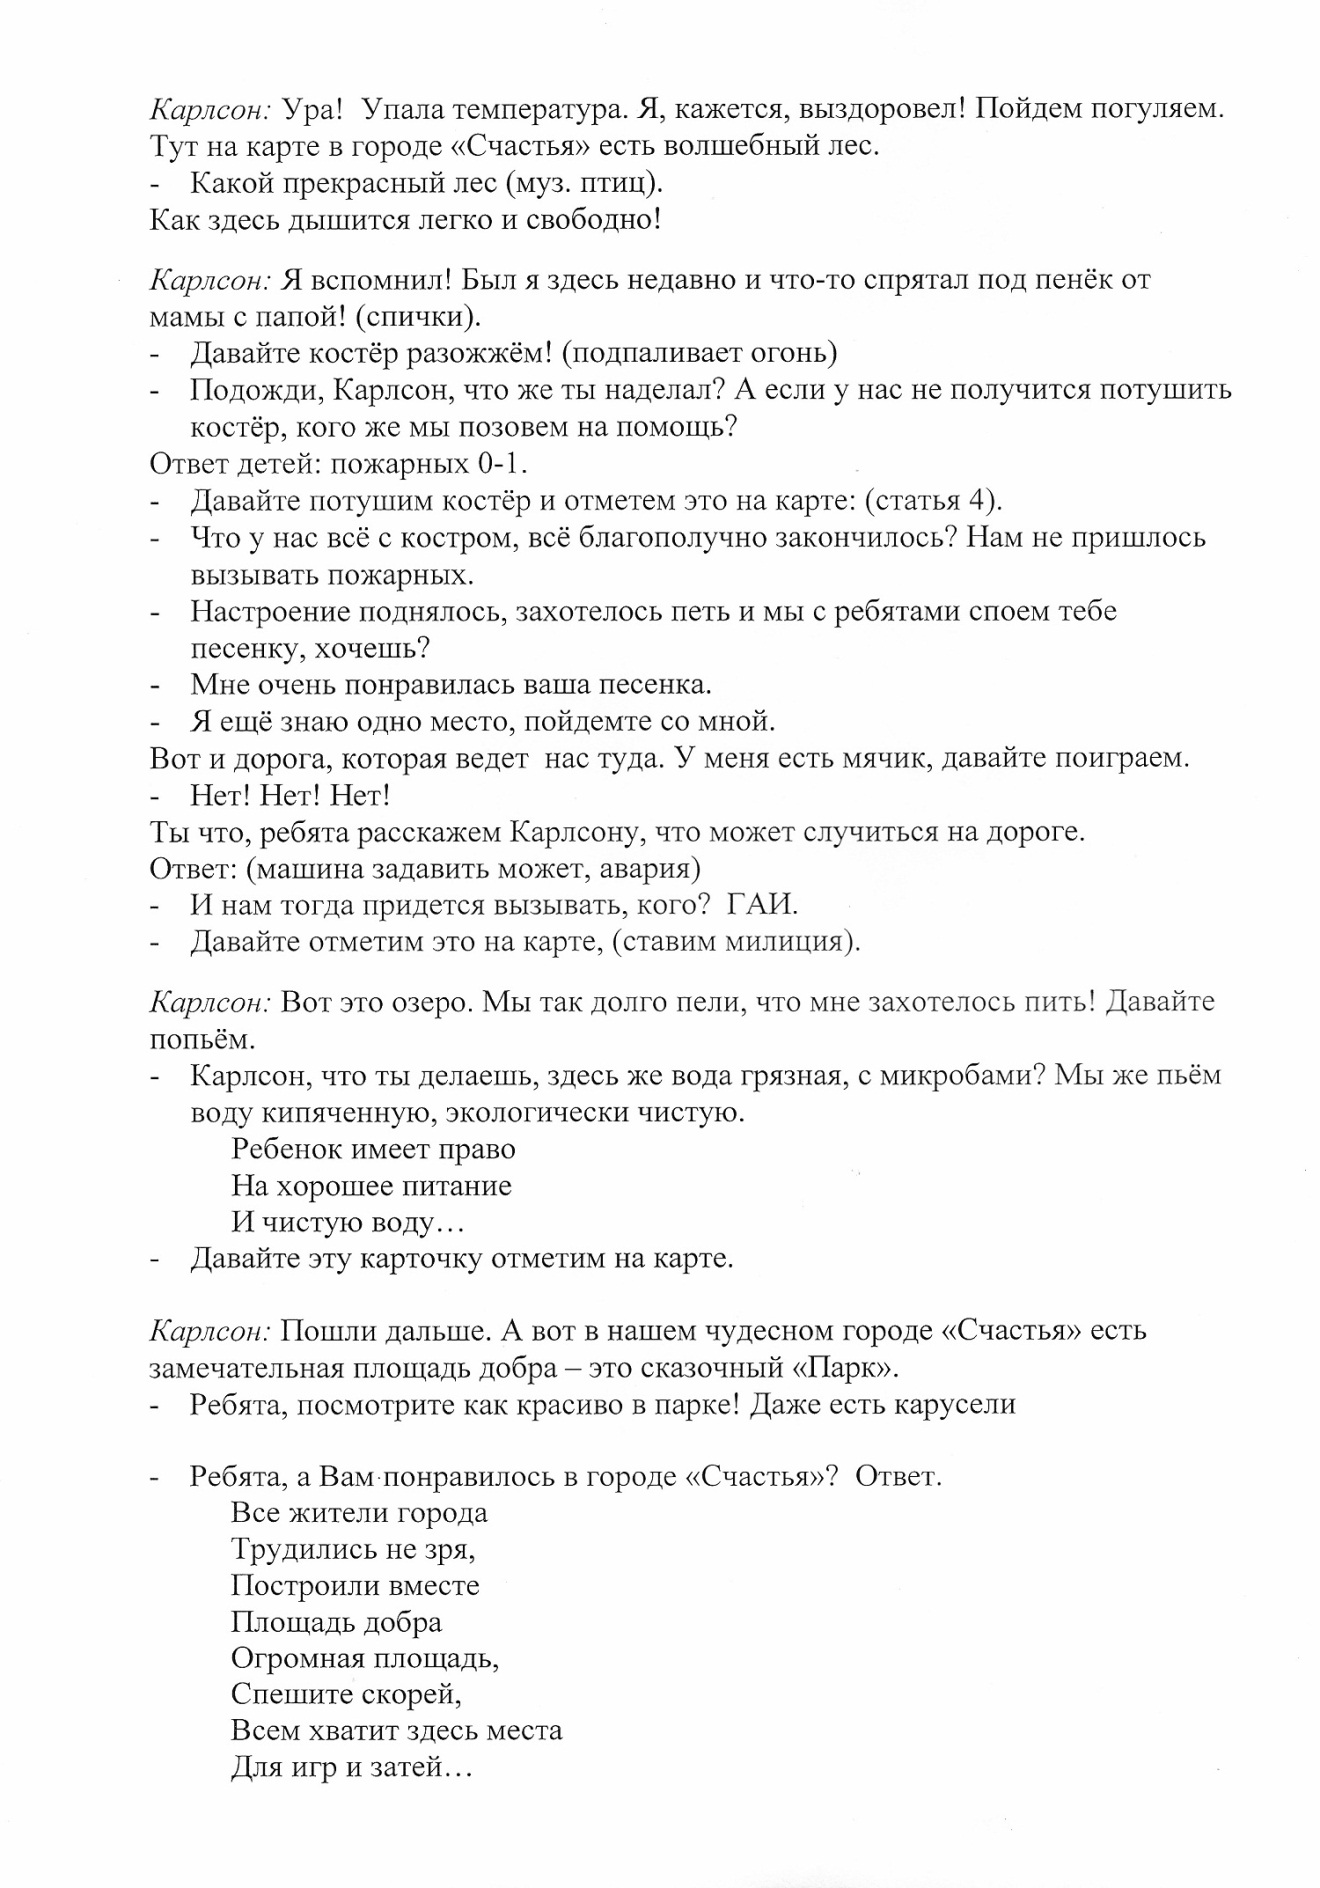 Карлсон: Ура!  Упала температура. Я, кажется, выздоровел! Пойдем погуляем.
Тут на карте в городе «Счастья» есть волшебный лес.
- Какой прекрасный лес (муз. птиц).
Как здесь дышится легко и свободно!
Карлсон: Я вспомнил! Был я здесь недавно и что-то спрятал под пенёк от
мамы с папой! (спички).
- Давайте костёр разожжём! (подпаливает огонь)
- Подожди, Карлсон, что же ты наделал? А если у нас не получится потушить
костёр, кого же мы позовем на помощь?
Ответ детей: пожарных 0-1.
- Давайте потушим костёр и отметем это на карте: (статья 4).
- Что у нас всё с костром, всё благополучно закончилось? Нам не пришлось
вызывать пожарных.
- Настроение поднялось, захотелось петь и мы с ребятами споем тебе
песенку, хочешь?
- Мне очень понравилась ваша песенка.
- Я ещё знаю одно место, пойдемте со мной.
Вот и дорога, которая ведет  нас туда. У меня есть мячик, давайте поиграем.
- Нет! Нет! Нет!
Ты что, ребята расскажем Карлсону, что может случиться на дороге.
Ответ: (машина задавить может, авария)
- И нам тогда придется вызывать, кого?  ГАИ.
- Давайте отметим это на карте, (ставим милиция).
Карлсон: Вот это озеро. Мы так долго пели, что мне захотелось пить! Давайте
попьём.
- Карлсон, что ты делаешь, здесь же вода грязная, с микробами? Мы же пьём
воду кипяченную, экологически чистую.
Ребенок имеет право
На хорошее питание
И чистую воду…
- Давайте эту карточку отметим на карте.
Карлсон: Пошли дальше. А вот в нашем чудесном городе «Счастья» есть
замечательная площадь добра – это сказочный «Парк».
- Ребята, посмотрите как красиво в парке! Даже есть карусели
- Ребята, а Вам понравилось в городе «Счастья»?  Ответ.
Все жители города
Трудились не зря,
Построили вместе
Площадь добра
Огромная площадь,
Спешите скорей,
Всем хватит здесь места
Для игр и затей…